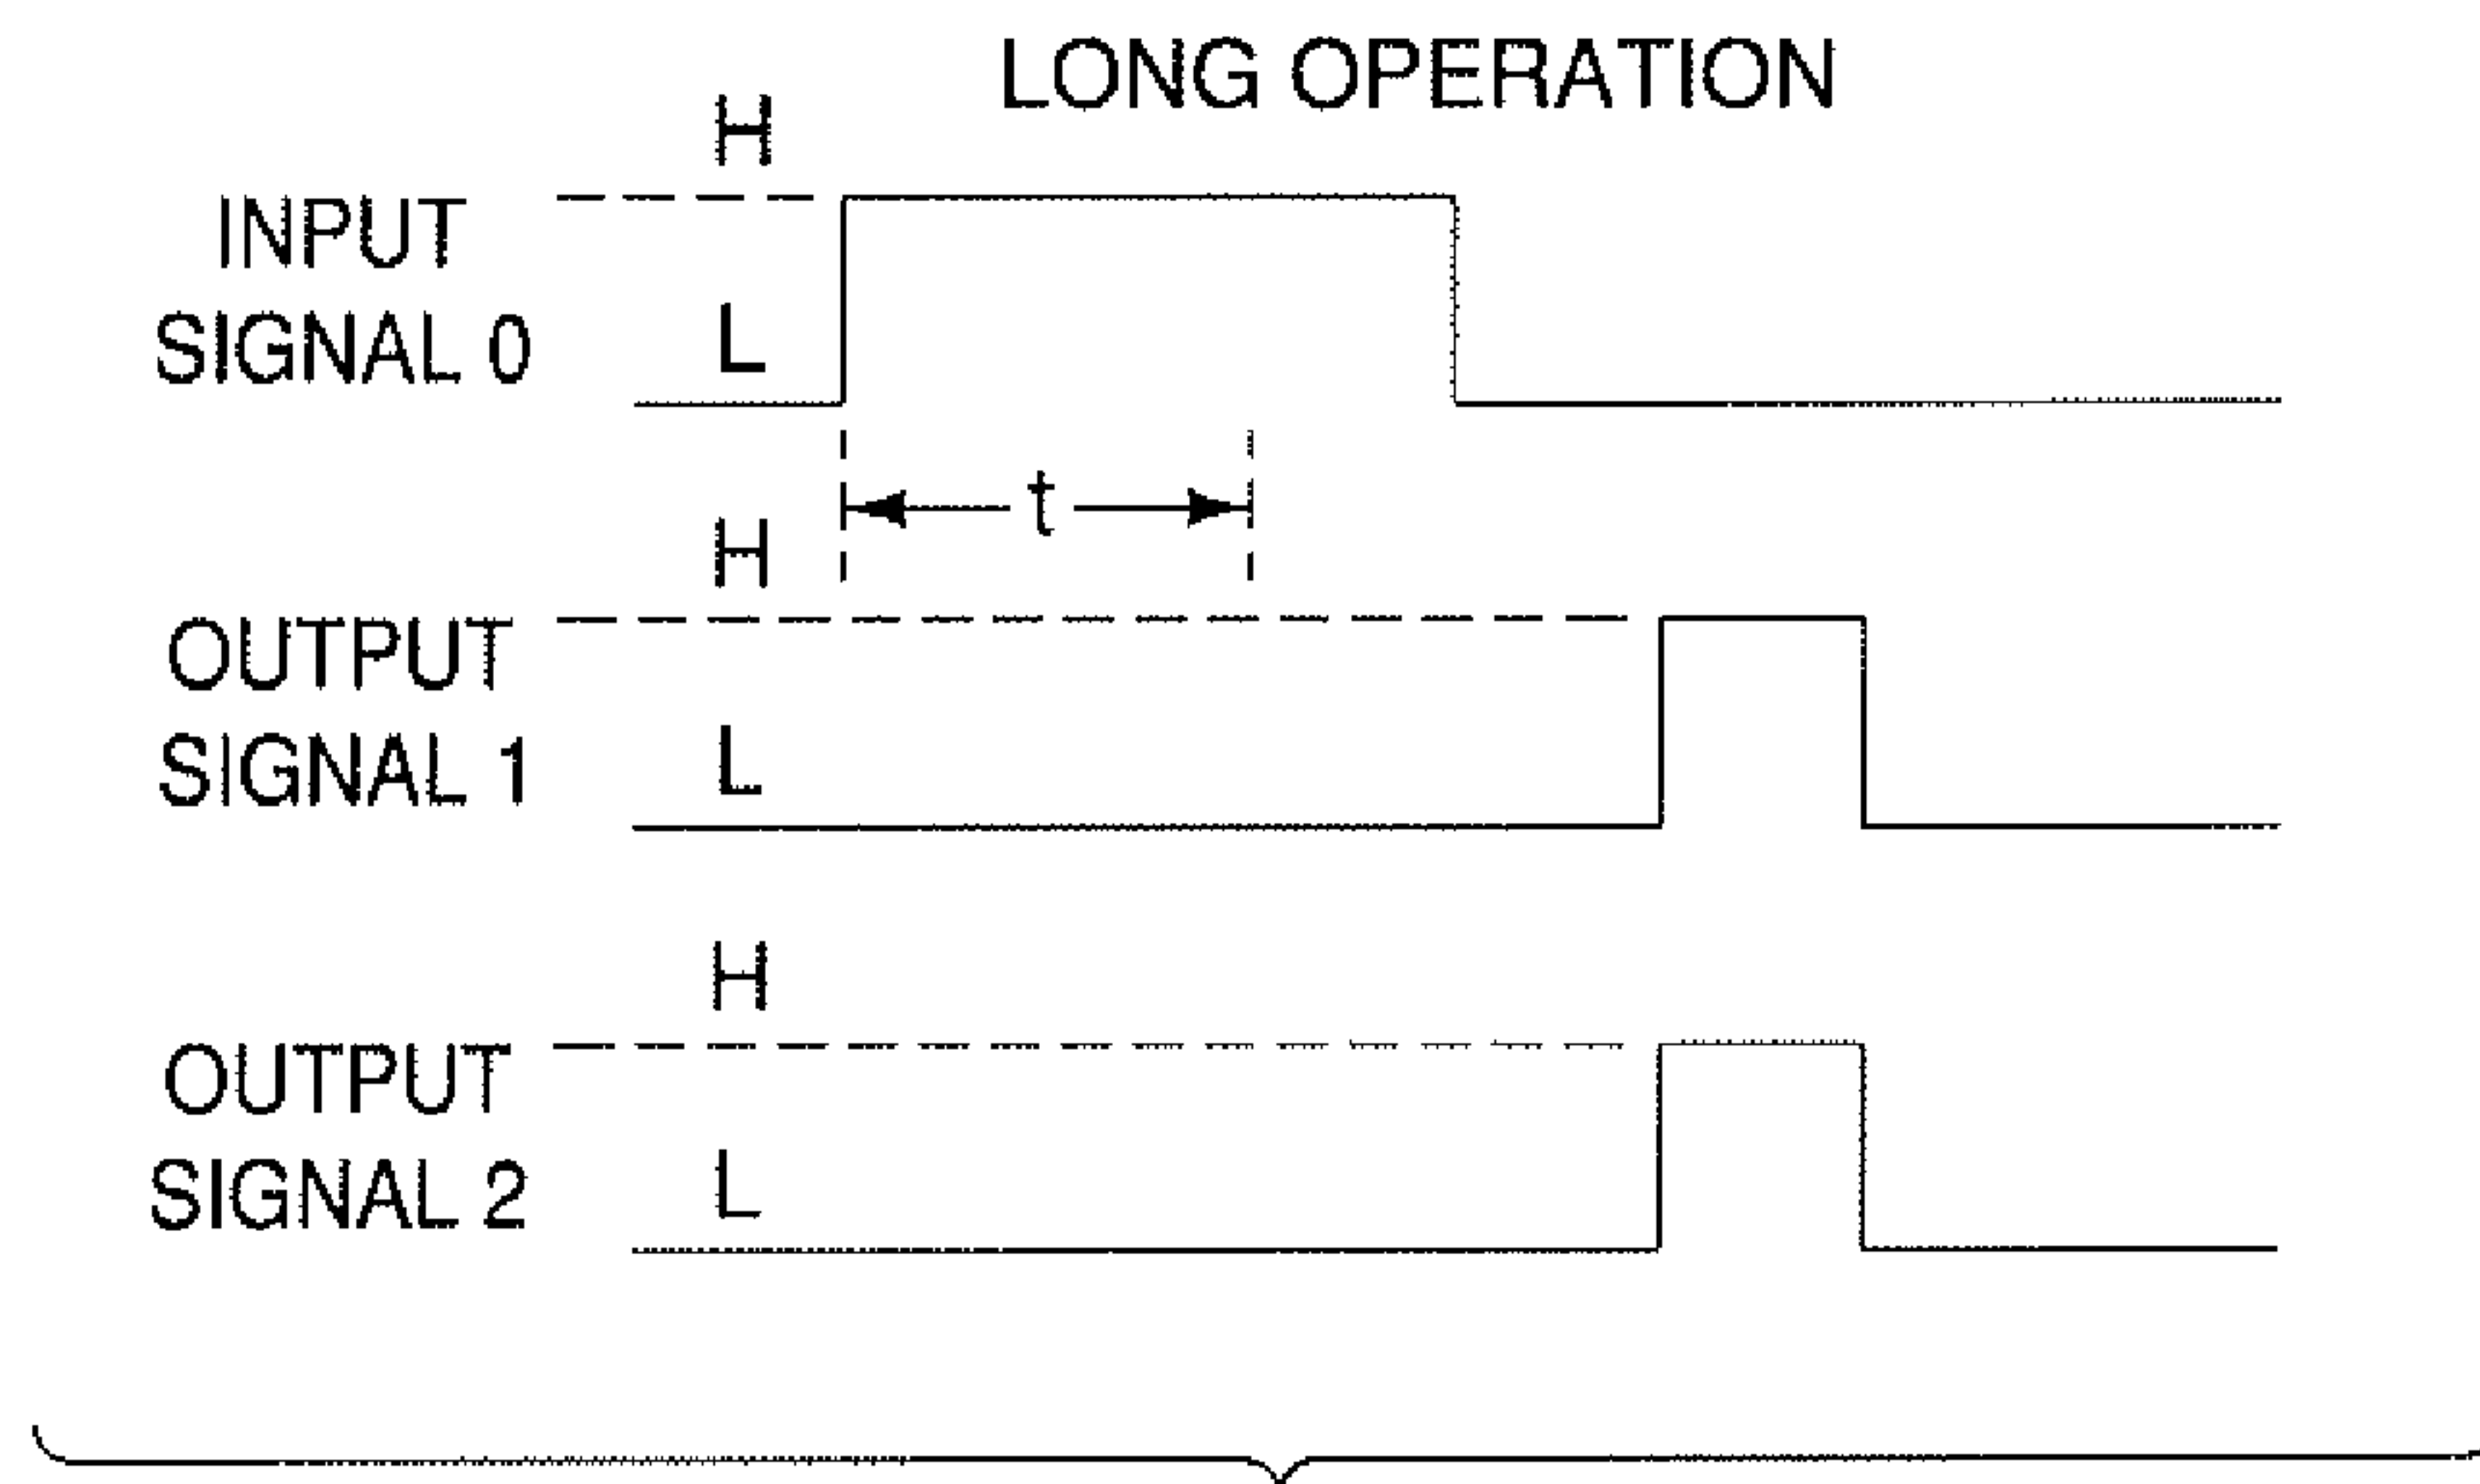 LONG OPERATION
H
INPUT
SIGNAL 0
L
t
H
OUTPUT
SIGNAL 1
L
H
OUTPUT
SIGNAL 2
L